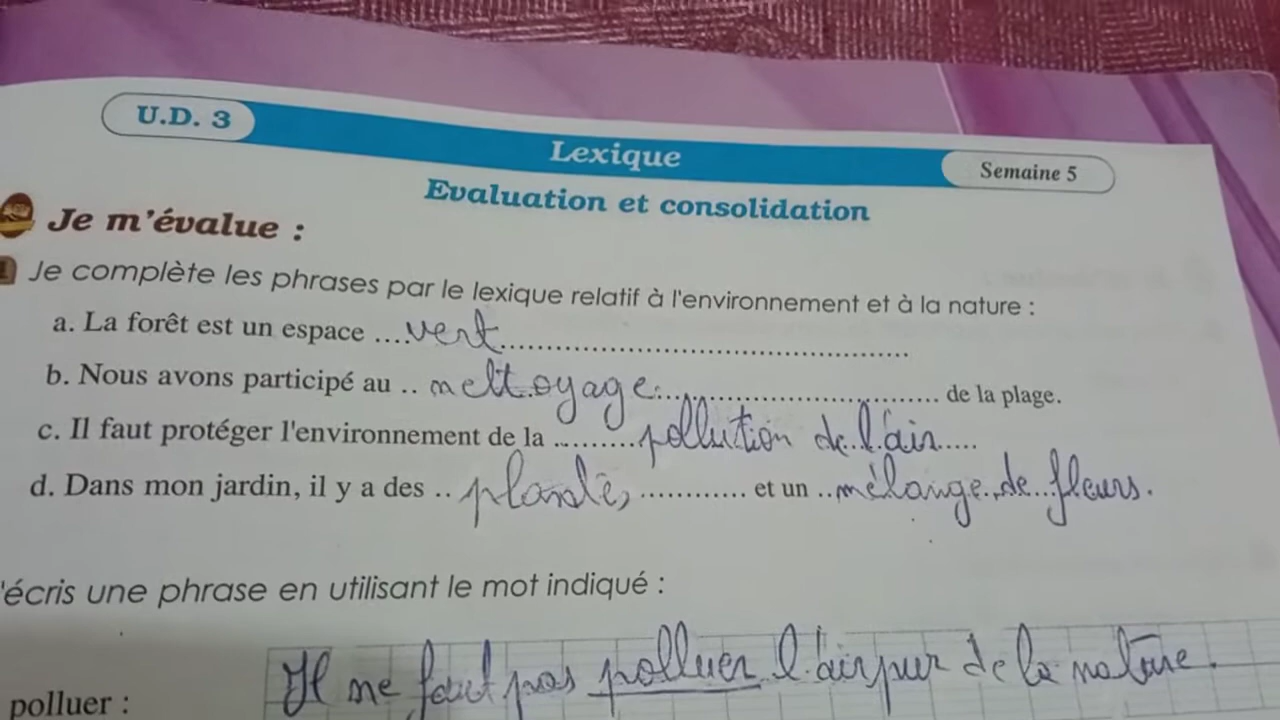 U.D. 3
Lexique
Semaine 5
Evaluation et consolidation
Je m'évalue :
Je complète les phrases par le lexique relatif à l'environnement et à la nature :
a. La forêt est un espace ....vert..........
b. Nous avons participé au .. nettoyage.......... de la plage.
c. Il faut protéger l'environnement de la .........pollution de l'air.....
d. Dans mon jardin, il y a des .. plantes ............ et un ..mélange de fleurs.
'écris une phrase en utilisant le mot indiqué :
polluer : Il ne faut pas polluer l'air pur de la nature.